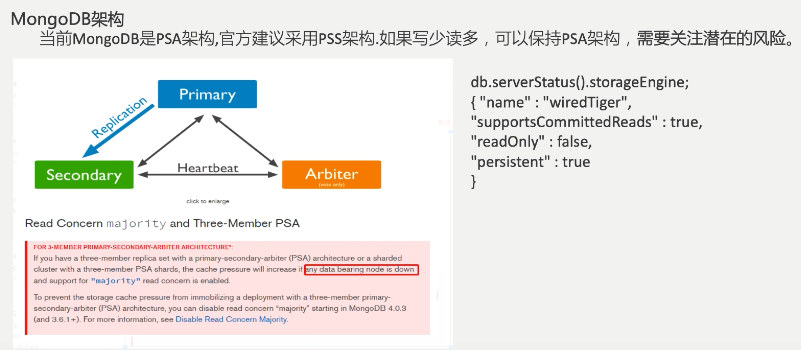 MongoDB架构
当前MongoDB是PSA架构,官方建议采用PSS架构.如果写少读多，可以保持PSA架构，需要关注潜在的风险。
Primary
Replication
Secondary
Heartbeat
Arbiter
(vote only)
click to enlarge
Read Concern majority and Three-Member PSA
FOR 3-MEMBER PRIMARY-SECONDARY-ARBITER ARCHITECTURE":
If you have a three-member replica set with a primary-secondary-arbiter (PSA) architecture or a sharded
cluster with a three-member PSA shards, the cache pressure will increase if any data bearing node is down
and support for "majority" read concern is enabled.
To prevent the storage cache pressure from immobilizing a deployment with a three-member primary-
secondary-arbiter (PSA) architecture, you can disable read concern “majority” starting in MongoDB 4.0.3
(and 3.6.1+). For more information, see Disable Read Concern Majority.
db.serverStatus().storageEngine;
{ "name" : "wiredTiger",
"supportsCommittedReads" : true,
"readOnly" : false,
"persistent" : true
}